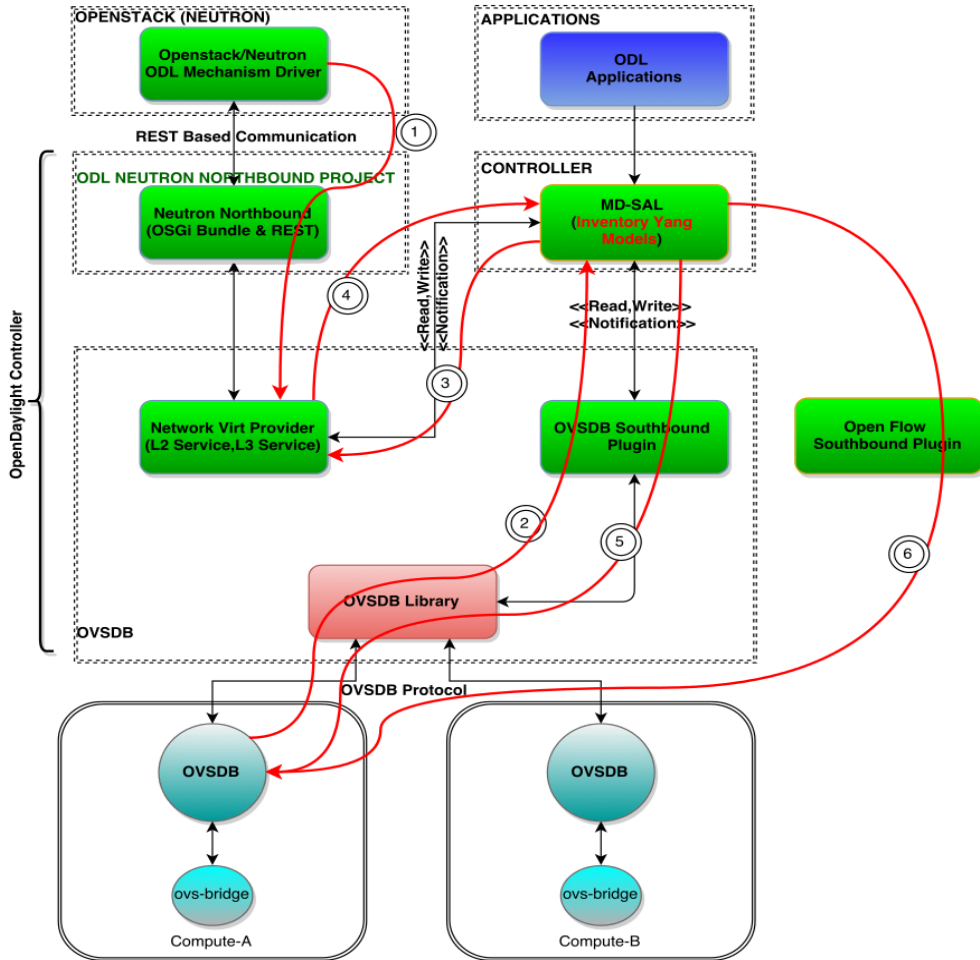 OPENSTACK (NEUTRON)
Openstack/Neutron
ODL Mechanism Driver
APPLICATIONS
ODL
Applications
REST Based Communication
1
ODL NEUTRON NORTHBOUND PROJECT
Neutron Northbound
(OSGi Bundle & REST)
CONTROLLER
MD-SAL
(Inventory Yang
Models)
4
<<Read,Write>>
<<Notification>>
<<Read,Write>>
<<Notification>>
OpenDaylight Controller
3
Network Virt Provider
(L2 Service,L3 Service)
OVSDB Southbound
Plugin
Open Flow
Southbound Plugin
2
5
6
OVSDB Library
OVSDB
OVSDB Protocol
OVSDB
OVSDB
ovs-bridge
ovs-bridge
Compute-A
Compute-B